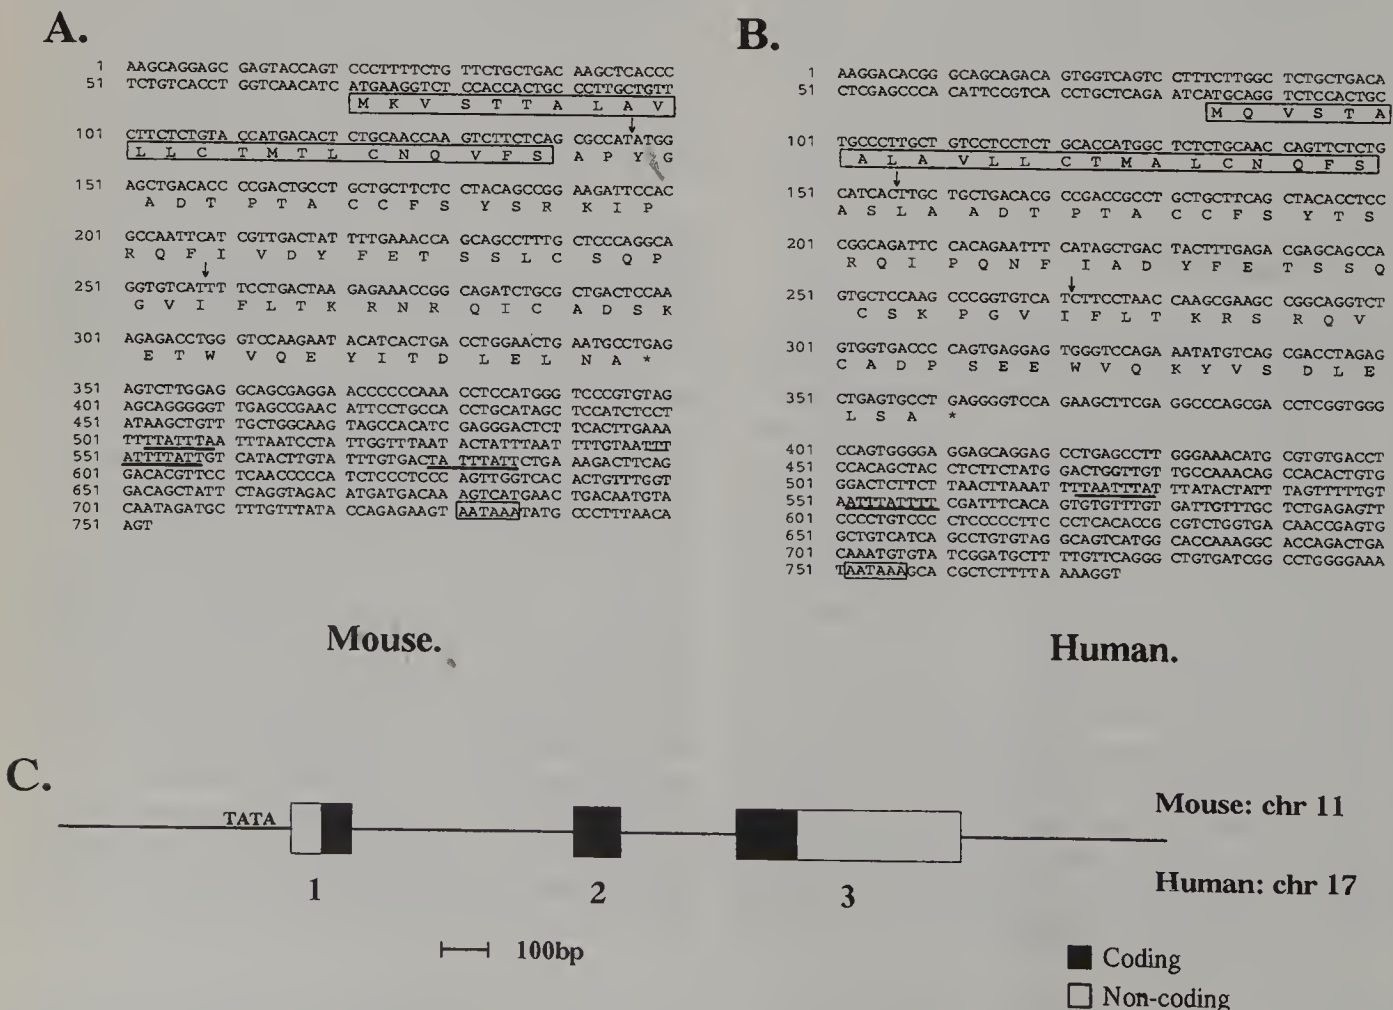 A.
1 AAGCAGGAGC GAGTACCAGT CCCTTTTCTG TTCTGCTGAC AAGCTCACCC
51 TCTGTCACCT GGTCAACATC ATGAAGGTCT CCACCACTGC CCTTGCTGTT
M K V S T T A L A V
101 CTTCTCTGTA CCATGACACT CTGCAACCAA GTCTTCTCAG CGCCATATGG
L L C T M T L C N Q V F S A P Y G
151 AGCTGACACC CCGACTGCCT GCTGCTTCTC CTACAGCCGG AAGATTCCAC
A D T P T A C C F S Y S R K I P
201 GCCAATTCAT CGTTGACTAT TTTGAAACCA GCAGCCTTTG CTCCCAGGCA
R Q F I V D Y F E T S S L C S Q P
251 GGTGTCATTT TCCTGACTAA GAGAAACCGG CAGATCTGCG CTGACTCCAA
G V I F L T K R N R Q I C A D S K
301 AGAGACCTGG GTCCAAGAAT ACATCACTGA CCTGGAACTG AATGCCTGAG
E T W V Q E Y I T D L E L N A *
351 AGTCTTGGAG GCAGCGAGGA ACCCCCCAAA CCTCCATGGG TCCCGTGTAG
401 AGCAGGGGGT TGAGCCGAAC ATTCCTGCCA CCTGCATAGC TCCATCTCCT
451 ATAAGCTGTT TGCTGGCAAG TAGCCACATC GAGGGACTCT TCACTTGAAA
501 TTTTATTTAA TTTAATCCTA TTGGTTTAAT ACTATTTAAT TTTGTAATTT
551 ATTTTATTGT CATACTTGTA TTTGTGACTA TTTATTCTGA AAGACTTCAG
601 GACACGTTCC TCAACCCCCA TCTCCCTCCC AGTTGGTCAC ACTGTTTGGT
651 GACAGCTATT CTAGGTAGAC ATGATGACAA AGTCATGAAC TGACAATGTA
701 CAATAGATGC TTTGTTTATA CCAGAGAAGT AATAAATATG CCCTTTAACA
751 AGT
Mouse.
B.
1 AAGGACACGG GCAGCAGACA GTGGTCAGTC CTTTCTTGGC TCTGCTGACA
51 CTCGAGCCCA CATTCCGTCA CCTGCTCAGA ATCATGCAGG TCTCCACTGC
M Q V S T A
101 TGCCCTTGCT GTCCTCCTCT GCACCATGGC TCTCTGCAAC CAGTTCTCTG
A L A V L L C T M A L C N Q F S
151 CATCACTTGC TGCTGACACG CCGACCGCCT GCTGCTTCAG CTACACCTCC
A S L A A D T P T A C C F S Y T S
201 CGGCAGATTC CACAGAATTT CATAGCTGAC TACTTTGAGA CGAGCAGCCA
R Q I P Q N F I A D Y F E T S S Q
251 GTGCTCCAAG CCCGGTGTCA TCTTCCTAAC CAAGCGAAGC CGGCAGGTCT
C S K P G V I F L T K R S R Q V
301 GTGGTGACCC CAGTGAGGAG TGGGTCCAGA AATATGTCAG CGACCTAGAG
C A D P S E E W V Q K Y V S D L E
351 CTGAGTGCCT GAGGGGTCCA GAAGCTTCGA GGCCCAGCGA CCTCGGTGGG
L S A *
401 CCAGTGGGGA GGAGCAGGAG CCTGAGCCTT GGGAAACATG CGTGTGACCT
451 CCACAGCTAC CTCTTCTATG GACTGGTTGT TGCCAAACAG CCACACTGTG
501 GGACTCTTCT TAACTTAAAT TTTAATTTAT TTATACTATT TAGTTTTTGT
551 AATTTATTTT CGATTTCACA GTGTGTTTGT GATTGTTTGC TCTGAGAGTT
601 CCCCTGTCCC CTCCCCCTTC CCTCACACCG CGTCTGGTGA CAACCGAGTG
651 GCTGTCATCA GCCTGTGTAG GCAGTCATGG CACCAAAGGC ACCAGACTGA
701 CAAATGTGTA TCGGATGCTT TTGTTCAGGG CTGTGATCGG CCTGGGGAAA
751 TAATAAAGCA CGCTCTTTTA AAAGGT
Human.
C.
TATA
1 2 3
100bp
Mouse: chr 11
Human: chr 17
Coding
Non-coding